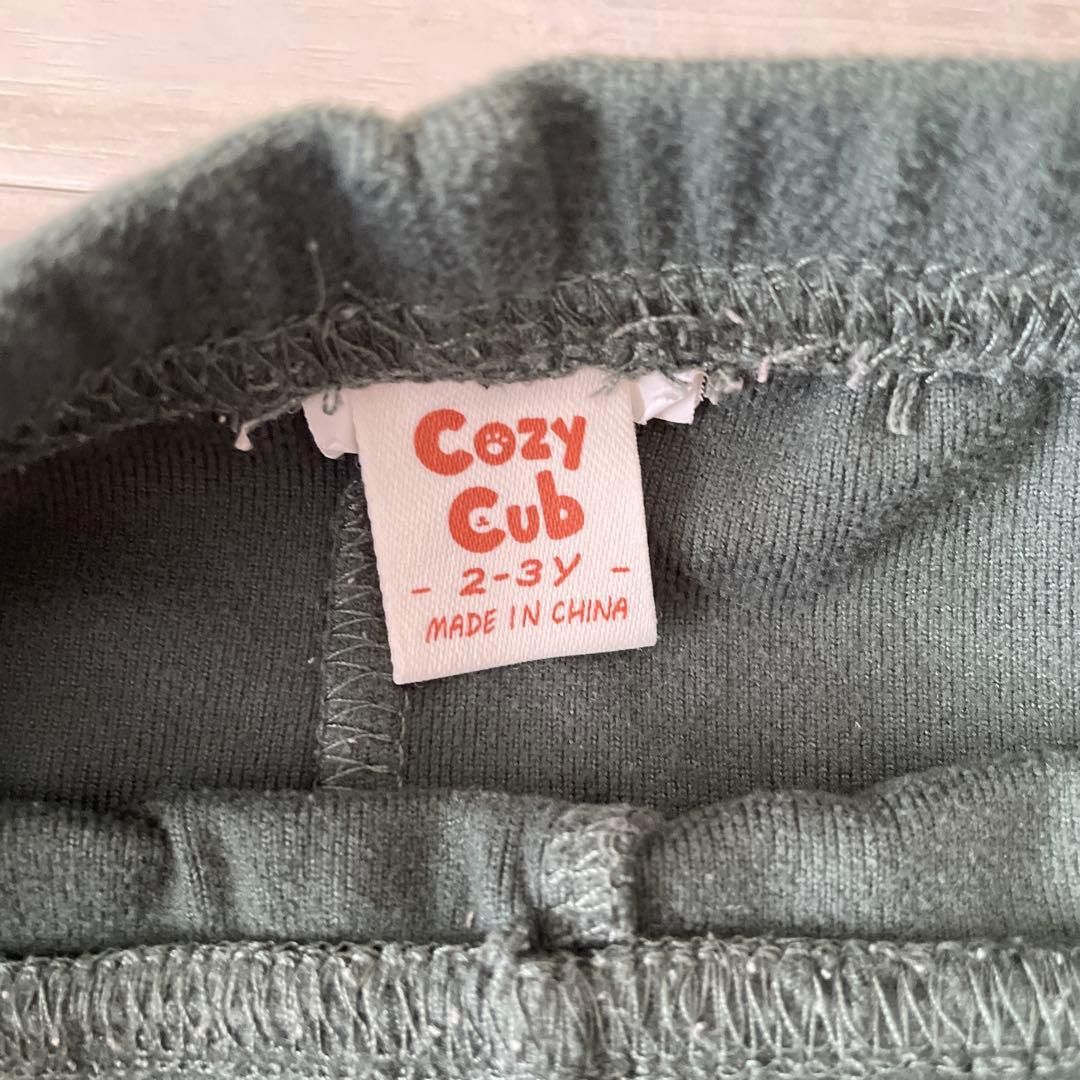 Cozy
Cub
- 2-3Y -
MADE IN CHINA